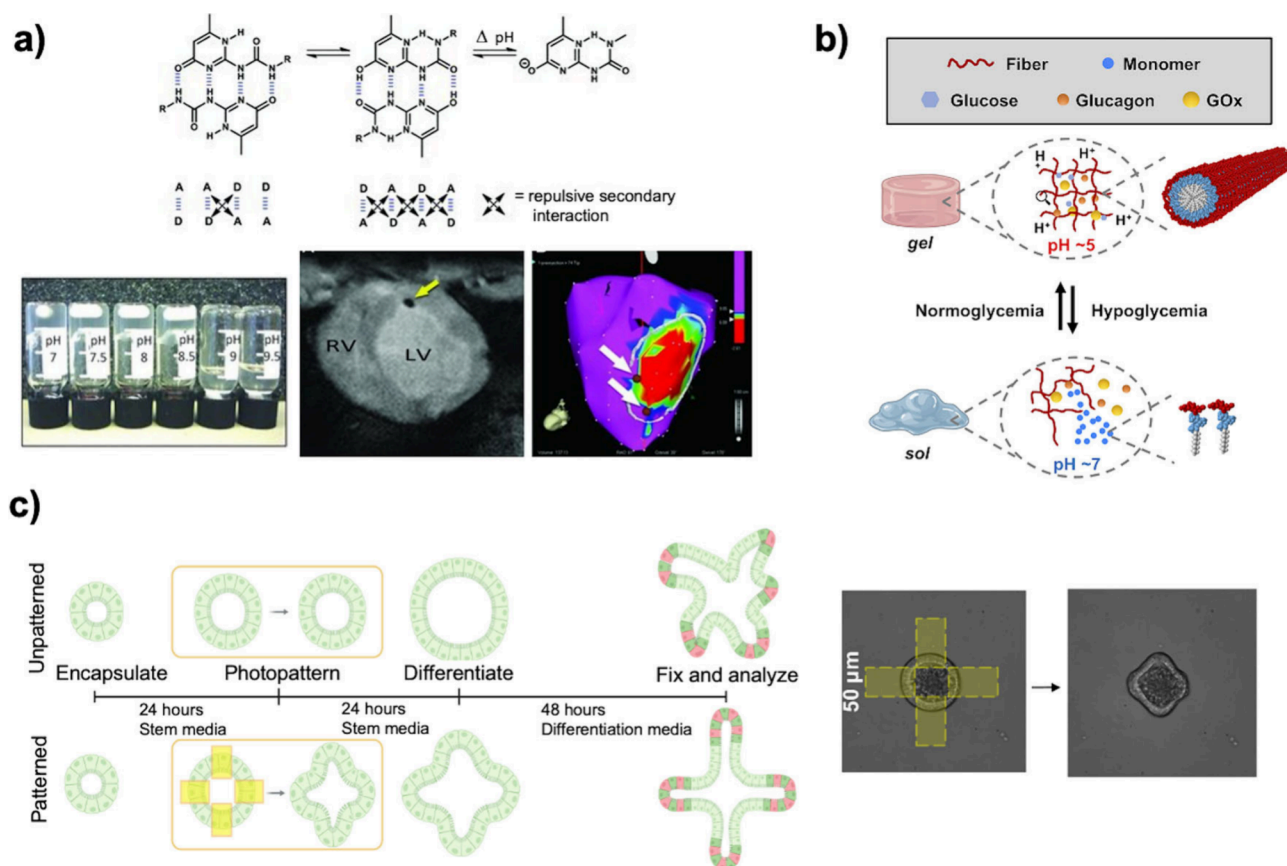 a)
H
N
N
O
N
H
N
H
R
O
R
N
H
O
N
H
N
N
H
O
H
N
R
N
N
N
H
O
OH
O
H
N
H
N
N
R
N
H
OH
Δ pH
H
N
N
N
N
H
O
⊖O
A A D D
D D A A
D A D A
A D A D
= repulsive secondary
interaction
pH
7
pH
7.5
pH
8
pH
8.5
pH
9
pH
9.5
RV
LV
b)
Fiber
Monomer
Glucose
Glucagon
GOx
H+
H+
H+
H+
gel
pH ~5
Normoglycemia
Hypoglycemia
sol
pH ~7
c)
Unpatterned
Encapsulate
Photopattern
Differentiate
Fix and analyze
24 hours
Stem media
24 hours
Stem media
48 hours
Differentiation media
Patterned
50 µm